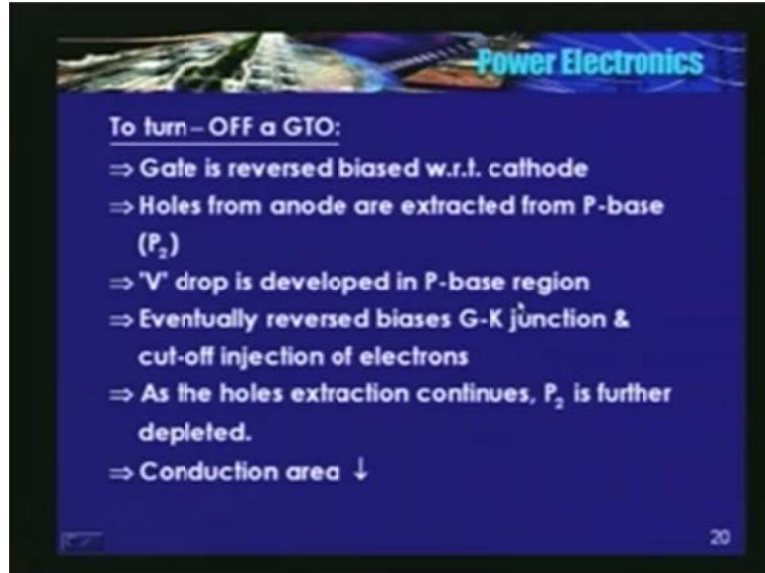 Power Electronics
To turn – OFF a GTO:
⇒ Gate is reversed biased w.r.t. cathode
⇒ Holes from anode are extracted from P-base
(P₂)
⇒ 'V' drop is developed in P-base region
⇒ Eventually reversed biases G-K junction &
cut-off injection of electrons
⇒ As the holes extraction continues, P₂ is further
depleted.
⇒ Conduction area ↓
20